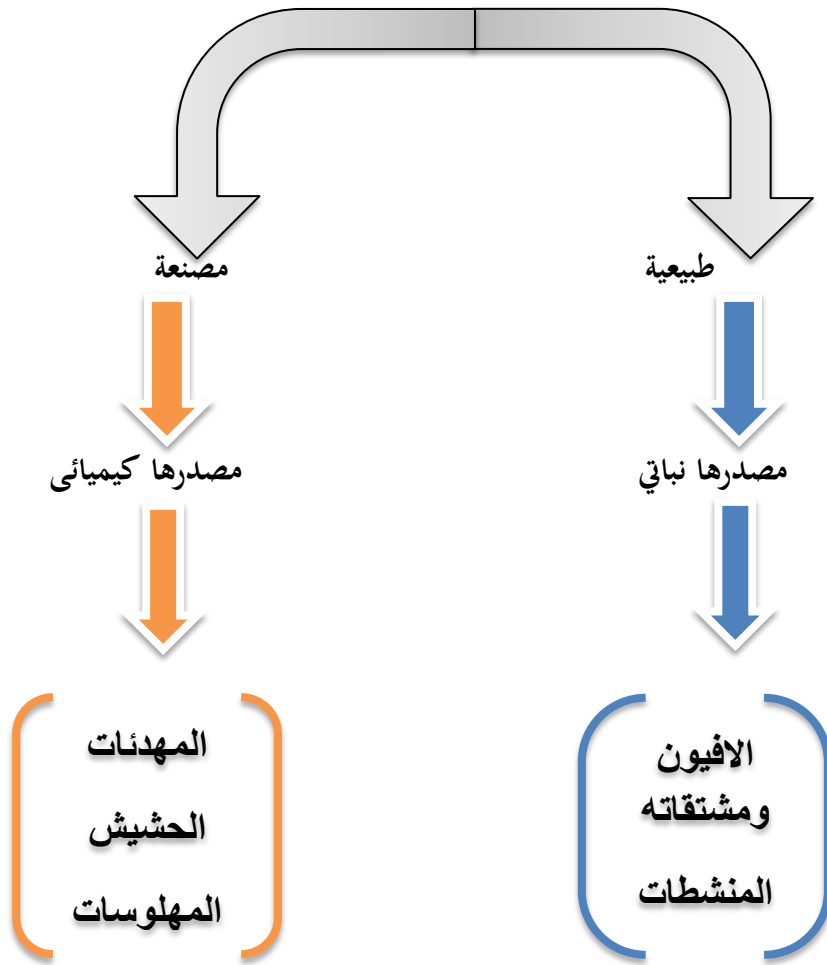 طبيعية
مصنعة
مصدرها نباتي
مصدرها كيميائى
الافيون
ومشتقاته
المنشطات
المهدئات
الحشيش
المهلوسات